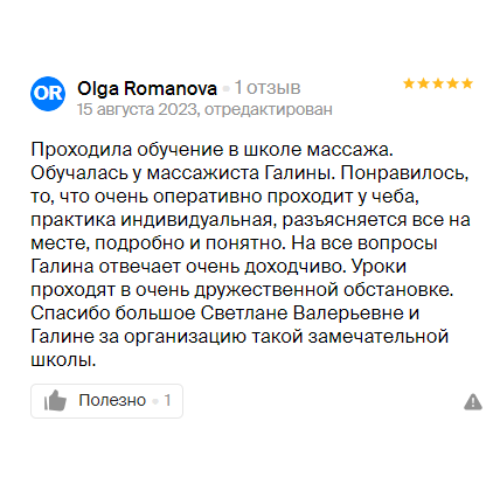 OR Olga Romanova • 1 отзыв
15 августа 2023, отредактирован
Проходила обучение в школе массажа.
Обучалась у массажиста Галины. Понравилось,
то, что очень оперативно проходит у чеба,
практика индивидуальная, разъясняется все на
месте, подробно и понятно. На все вопросы
Галина отвечает очень доходчиво. Уроки
проходят в очень дружественной обстановке.
Спасибо большое Светлане Валерьевне и
Галине за организацию такой замечательной
школы.
Полезно • 1